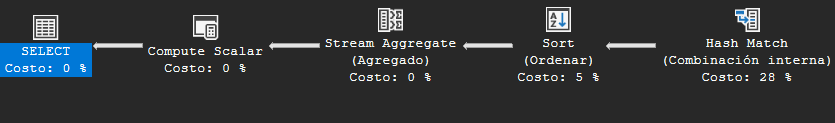 SELECT
Costo: 0 %
Compute Scalar
Costo: 0 %
Stream Aggregate
(Agregado)
Costo: 0 %
Sort
(Ordenar)
Costo: 5 %
Hash Match
(Combinación interna)
Costo: 28 %